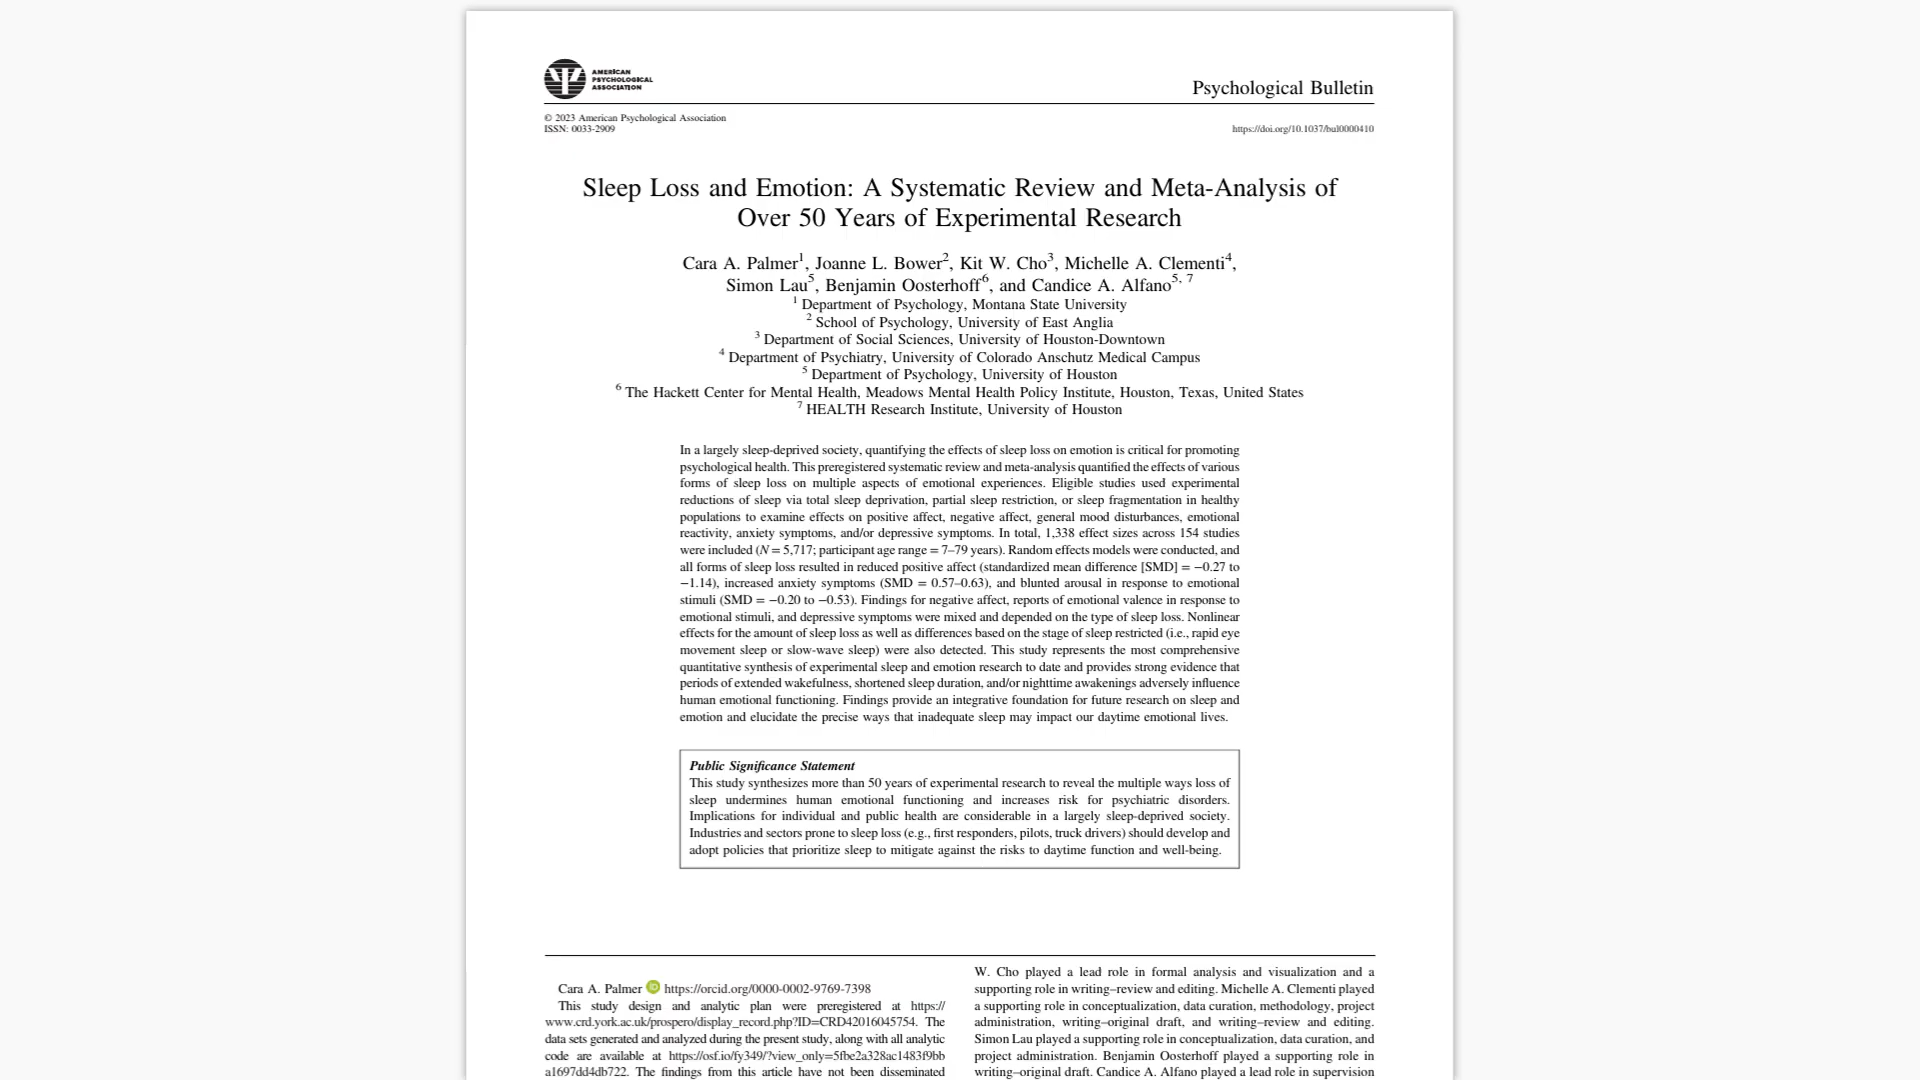 AMERICAN
PSYCHOLOGICAL
ASSOCIATION
Psychological Bulletin
© 2023 American Psychological Association
ISSN: 0033-2909
https://doi.org/10.1037/bul0000410
Sleep Loss and Emotion: A Systematic Review and Meta-Analysis of
Over 50 Years of Experimental Research
Cara A. Palmer1, Joanne L. Bower2, Kit W. Cho3, Michelle A. Clementi4,
Simon Lau5, Benjamin Oosterhoff6, and Candice A. Alfano5, 7
1 Department of Psychology, Montana State University
2 School of Psychology, University of East Anglia
3 Department of Social Sciences, University of Houston-Downtown
4 Department of Psychiatry, University of Colorado Anschutz Medical Campus
5 Department of Psychology, University of Houston
6 The Hackett Center for Mental Health, Meadows Mental Health Policy Institute, Houston, Texas, United States
7 HEALTH Research Institute, University of Houston
In a largely sleep-deprived society, quantifying the effects of sleep loss on emotion is critical for promoting
psychological health. This preregistered systematic review and meta-analysis quantified the effects of various
forms of sleep loss on multiple aspects of emotional experiences. Eligible studies used experimental
reductions of sleep via total sleep deprivation, partial sleep restriction, or sleep fragmentation in healthy
populations to examine effects on positive affect, negative affect, general mood disturbances, emotional
reactivity, anxiety symptoms, and/or depressive symptoms. In total, 1,338 effect sizes across 154 studies
were included (N = 5,717; participant age range = 7–79 years). Random effects models were conducted, and
all forms of sleep loss resulted in reduced positive affect (standardized mean difference [SMD] = −0.27 to
−1.14), increased anxiety symptoms (SMD = 0.57–0.63), and blunted arousal in response to emotional
stimuli (SMD = −0.20 to −0.53). Findings for negative affect, reports of emotional valence in response to
emotional stimuli, and depressive symptoms were mixed and depended on the type of sleep loss. Nonlinear
effects for the amount of sleep loss as well as differences based on the stage of sleep restricted (i.e., rapid eye
movement sleep or slow-wave sleep) were also detected. This study represents the most comprehensive
quantitative synthesis of experimental sleep and emotion research to date and provides strong evidence that
periods of extended wakefulness, shortened sleep duration, and/or nighttime awakenings adversely influence
human emotional functioning. Findings provide an integrative foundation for future research on sleep and
emotion and elucidate the precise ways that inadequate sleep may impact our daytime emotional lives.
Public Significance Statement
This study synthesizes more than 50 years of experimental research to reveal the multiple ways loss of
sleep undermines human emotional functioning and increases risk for psychiatric disorders.
Implications for individual and public health are considerable in a largely sleep-deprived society.
Industries and sectors prone to sleep loss (e.g., first responders, pilots, truck drivers) should develop and
adopt policies that prioritize sleep to mitigate against the risks to daytime function and well-being.
Cara A. Palmer iD https://orcid.org/0000-0002-9769-7398
This study design and analytic plan were preregistered at https://
www.crd.york.ac.uk/prospero/display_record.php?ID=CRD42016045754. The
data sets generated and analyzed during the present study, along with all analytic
code are available at https://osf.io/fy349/?view_only=5fbe2a328ac1483f9bb
a1697dd4db722. The findings from this article have not been disseminated
W. Cho played a lead role in formal analysis and visualization and a
supporting role in writing–review and editing. Michelle A. Clementi played
a supporting role in conceptualization, data curation, methodology, project
administration, writing–original draft, and writing–review and editing.
Simon Lau played a supporting role in conceptualization, data curation, and
project administration. Benjamin Oosterhoff played a supporting role in
writing–original draft. Candice A. Alfano played a lead role in supervision